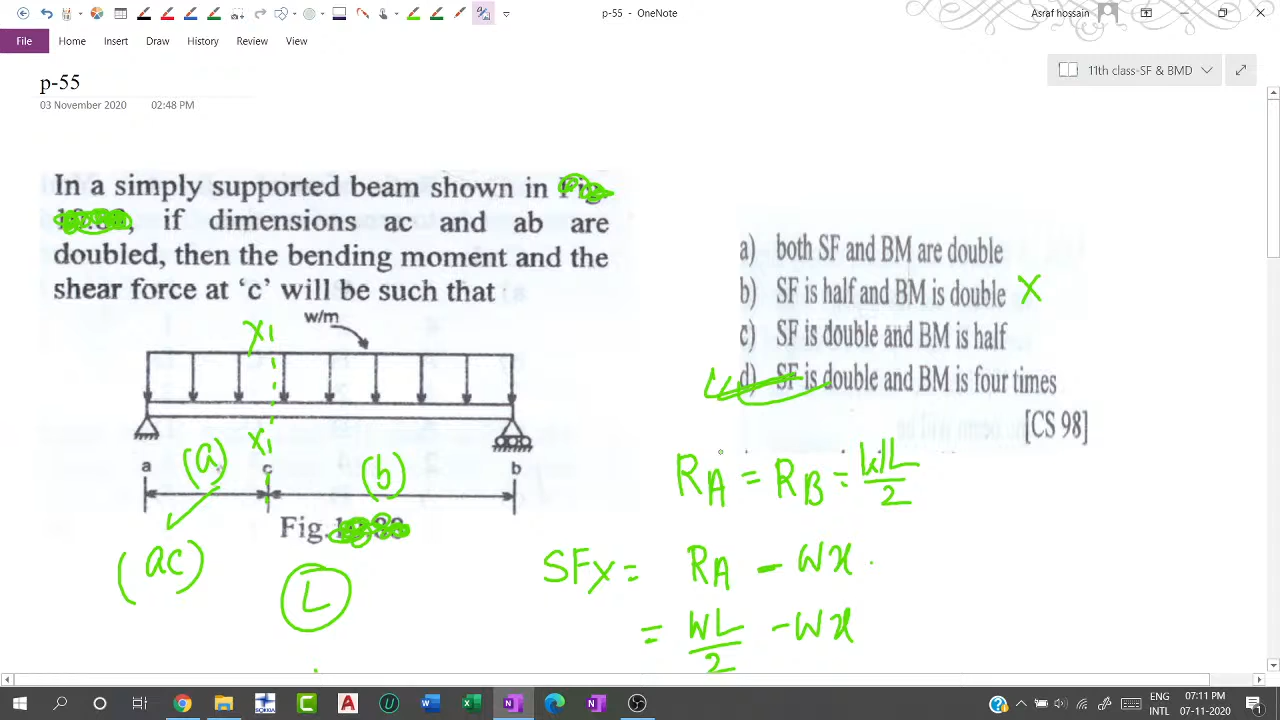 p-55 - OneNote
Asraf hossain
File Home Insert Draw History Review View
p-55
11th class-SF & BMD
03 November 2020 02:48 PM
In a simply supported beam shown in Fig.
if dimensions ac and ab are
doubled, then the bending moment and the
shear force at 'c' will be such that
w/m
a) both SF and BM are double
b) SF is half and BM is double X
c) SF is double and BM is half
d) SF is double and BM is four times
[CS 98]
X
X
a (a) c (b) b
Fig.
(ac)
L
RA = RB = WL/2
SFx = RA - Wx
= WL/2 - Wx
ENG 07:11 PM
INTL 07-11-2020